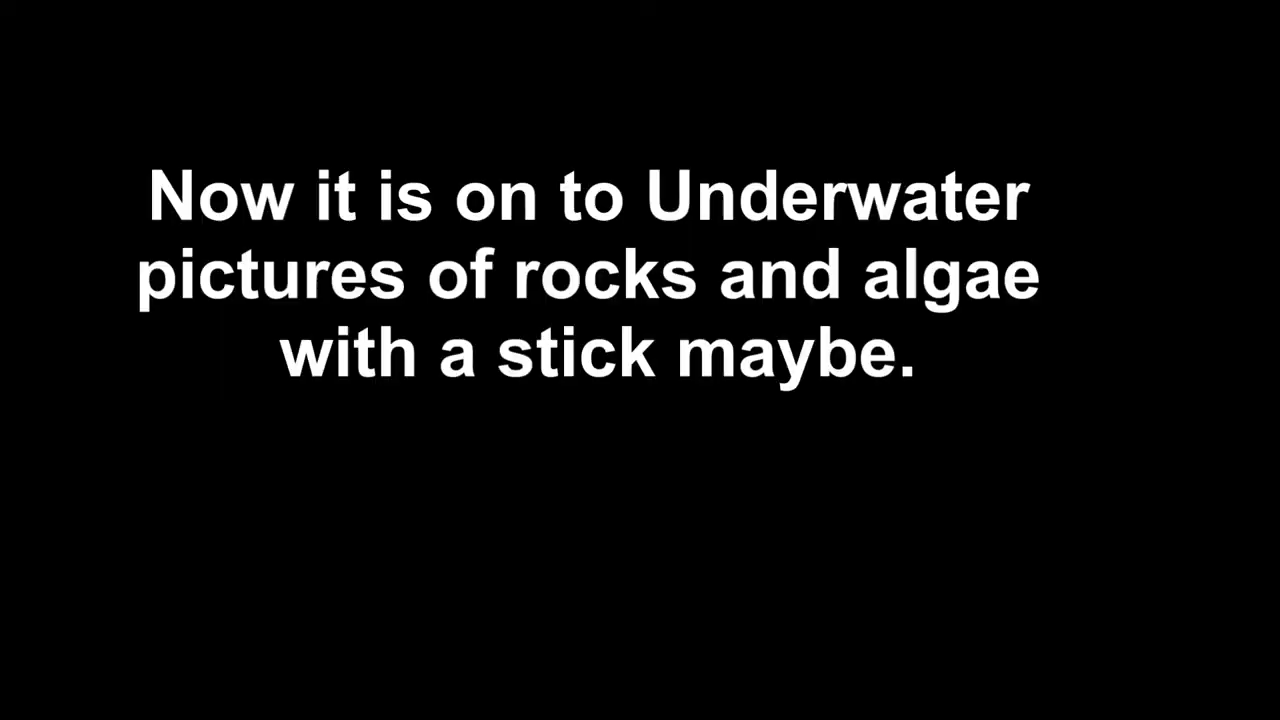 Now it is on to Underwater
pictures of rocks and algae
with a stick maybe.